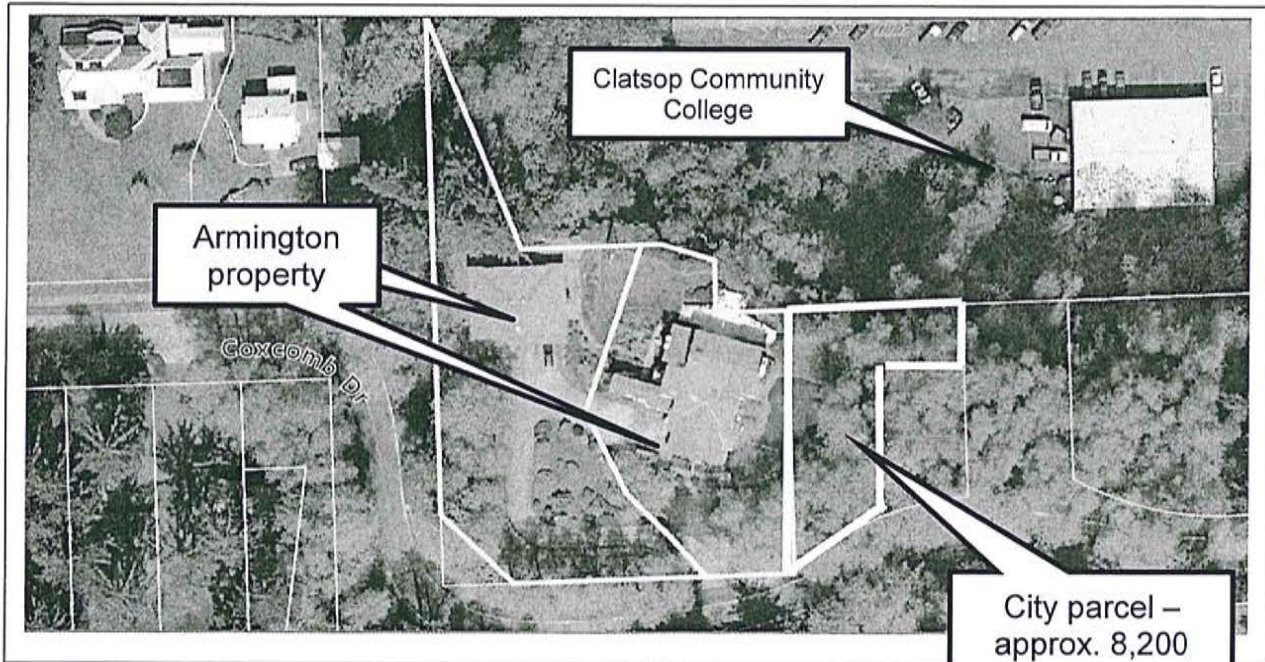 Clatsop Community
College
Armington
property
Coxcomb Dr
City parcel –
approx. 8,200